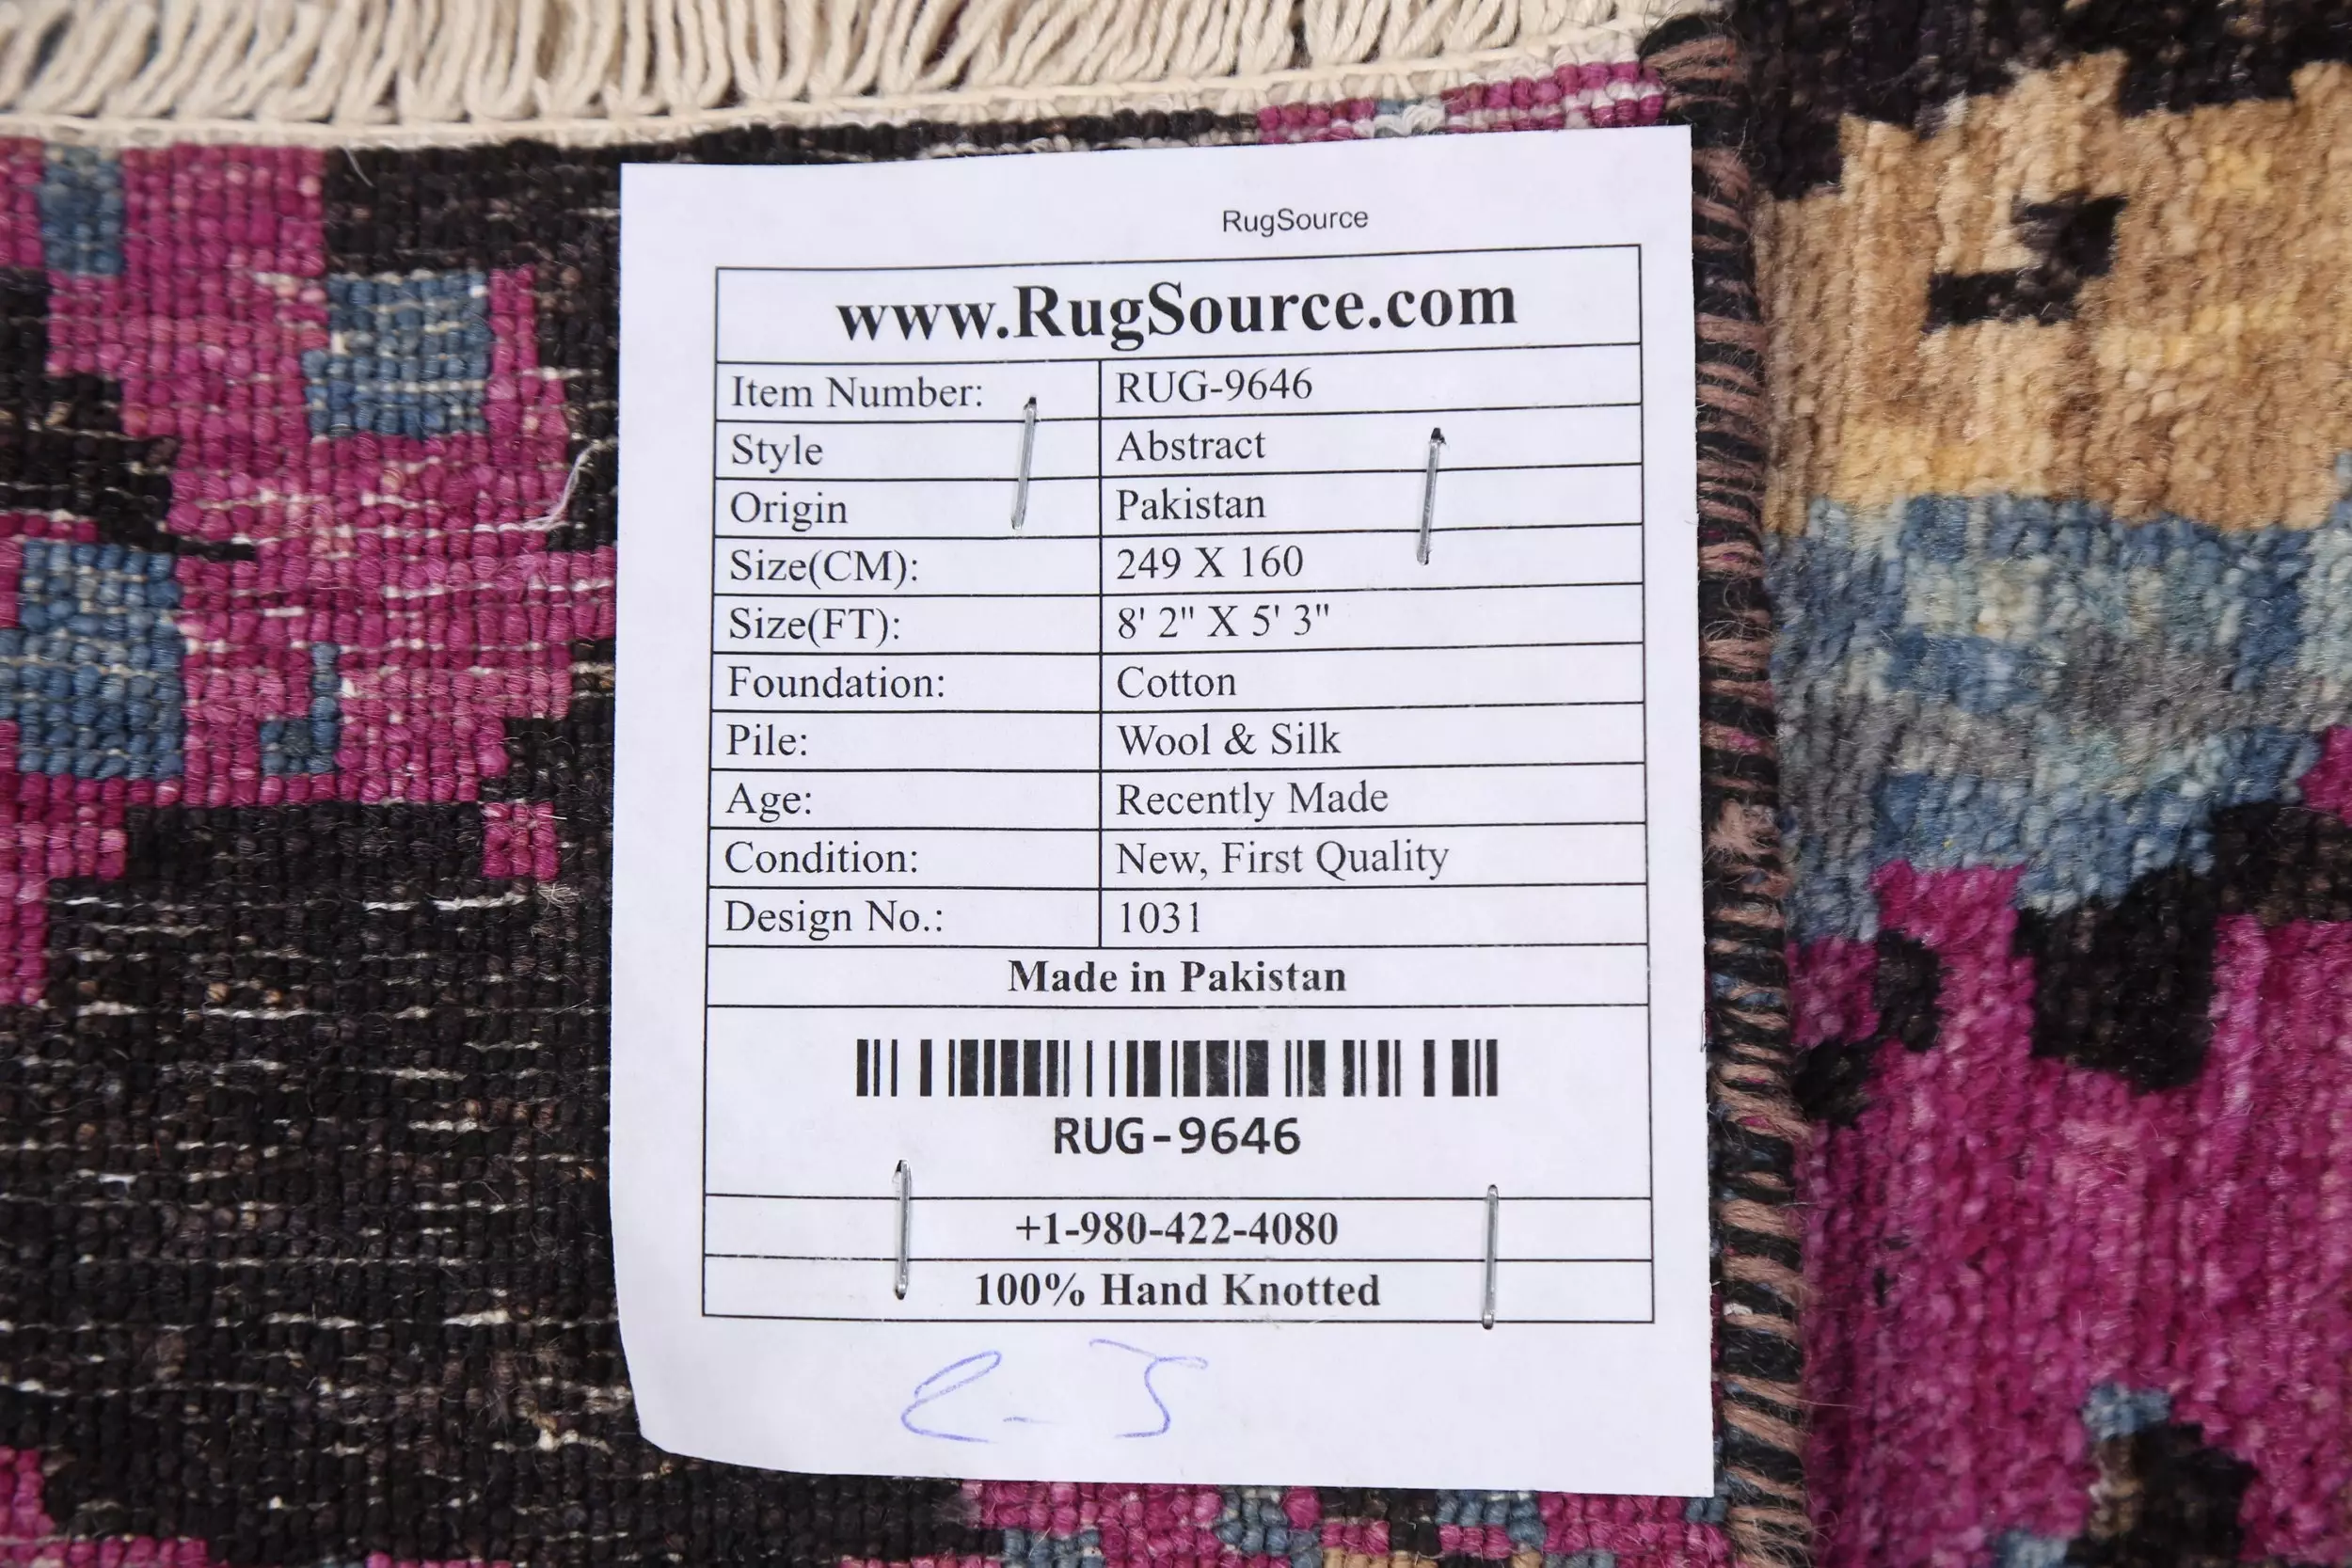 RugSource
www.RugSource.com
Item Number: RUG-9646
Style Abstract
Origin Pakistan
Size(CM): 249 X 160
Size(FT): 8' 2" X 5' 3"
Foundation: Cotton
Pile: Wool & Silk
Age: Recently Made
Condition: New, First Quality
Design No.: 1031
Made in Pakistan
RUG-9646
+1-980-422-4080
100% Hand Knotted